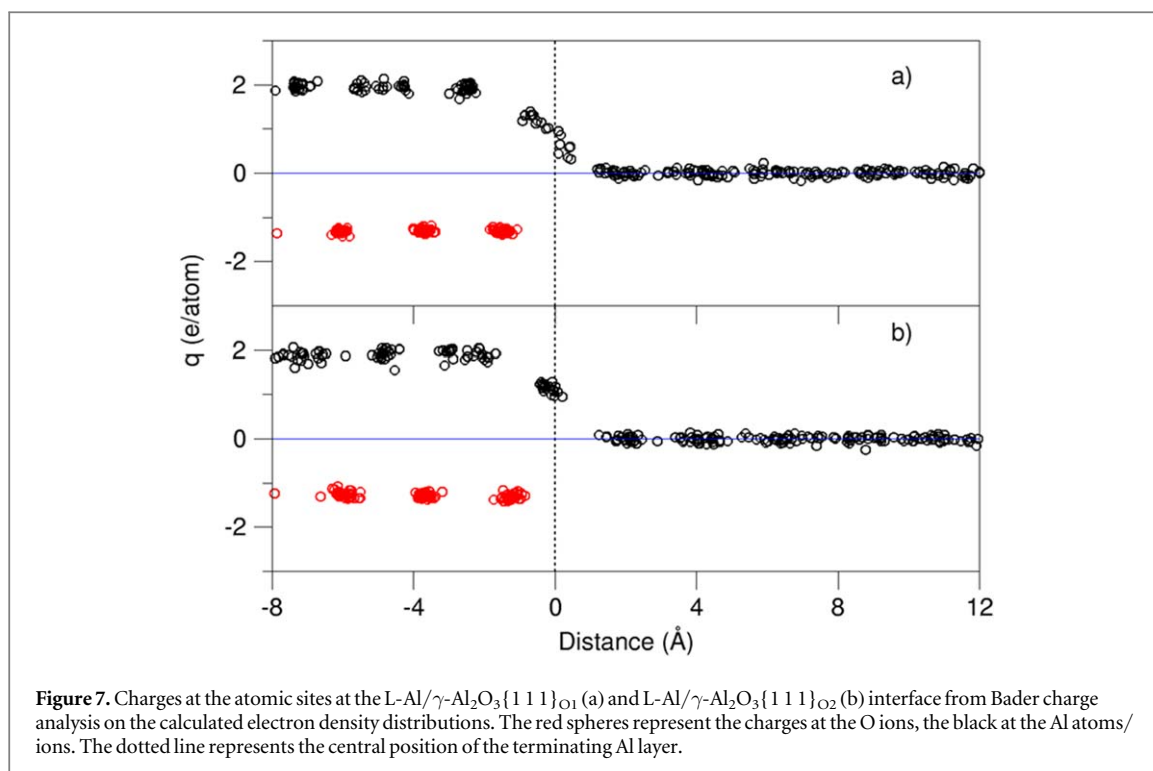 a)
2
0
-2
q (e/atom)
b)
2
0
-2
-8 -4 0 4 8 12
Distance (Å)
Figure 7. Charges at the atomic sites at the L-Al/γ-Al₂O₃{1 1 1}O1 (a) and L-Al/γ-Al₂O₃{1 1 1}O2 (b) interface from Bader charge
analysis on the calculated electron density distributions. The red spheres represent the charges at the O ions, the black at the Al atoms/
ions. The dotted line represents the central position of the terminating Al layer.